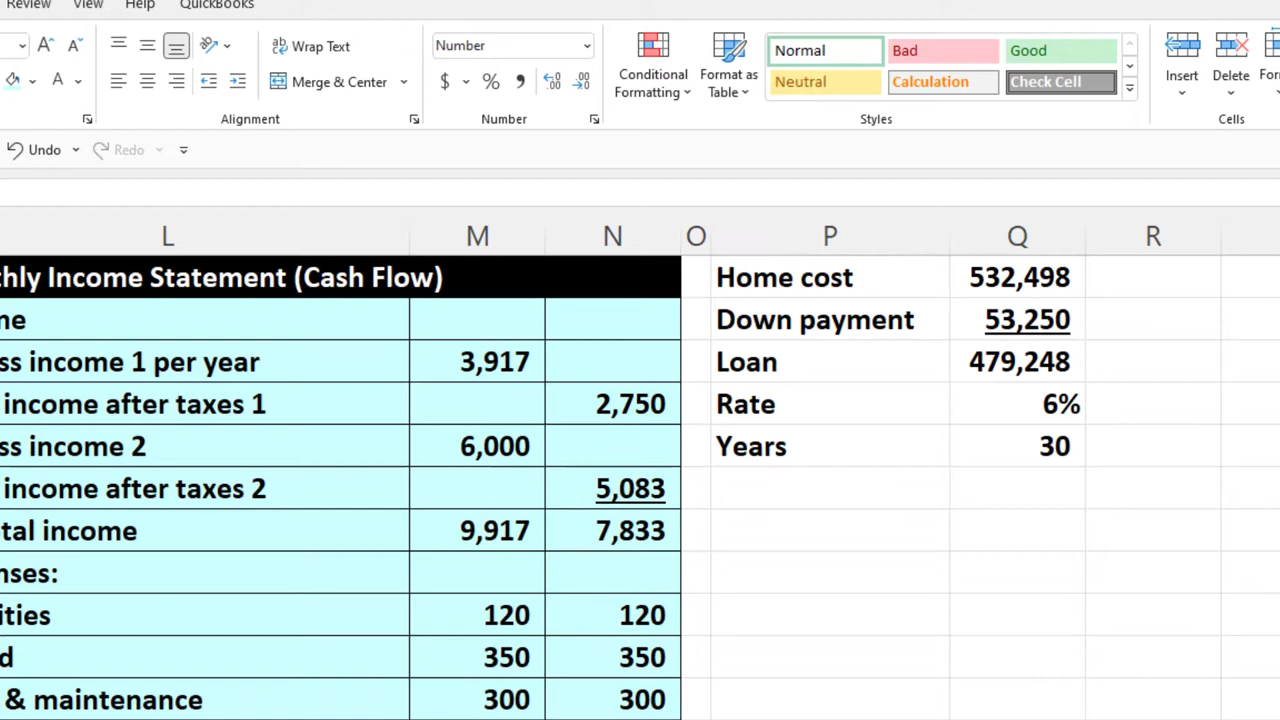 Review View Help QuickBooks
Wrap Text Number Normal Bad Good
Merge & Center $ % Conditional Formatting Format as Table Neutral Calculation Check Cell Insert Delete
Alignment Number Styles Cells
Undo Redo
L M N O P Q R
thly Income Statement (Cash Flow) Home cost 532,498
ne Down payment 53,250
ss income 1 per year 3,917 Loan 479,248
income after taxes 1 2,750 Rate 6%
ss income 2 6,000 Years 30
income after taxes 2 5,083
tal income 9,917 7,833
nses:
ities 120 120
d 350 350
& maintenance 300 300